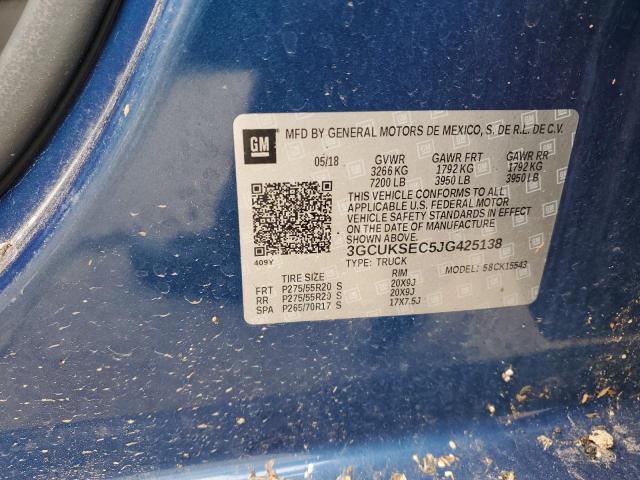 GM MFD BY GENERAL MOTORS DE MEXICO, S. DE R.L. DE C.V.
05/18 GVWR GAWR FRT GAWR RR
3266 KG 1792 KG 1792 KG
7200 LB 3950 LB 3950 LB
THIS VEHICLE CONFORMS TO ALL
APPLICABLE U.S. FEDERAL MOTOR
VEHICLE SAFETY STANDARDS IN EFFECT
ON THE DATE OF MANUFACTURE
SHOWN ABOVE.
3GCUKSEC5JG425138
409Y TYPE: TRUCK MODEL: 58CK15543
TIRE SIZE RIM
FRT P275/55R20 S 20X9J
RR P275/55R20 S 20X9J
SPA P265/70R17 S 17X7.5J